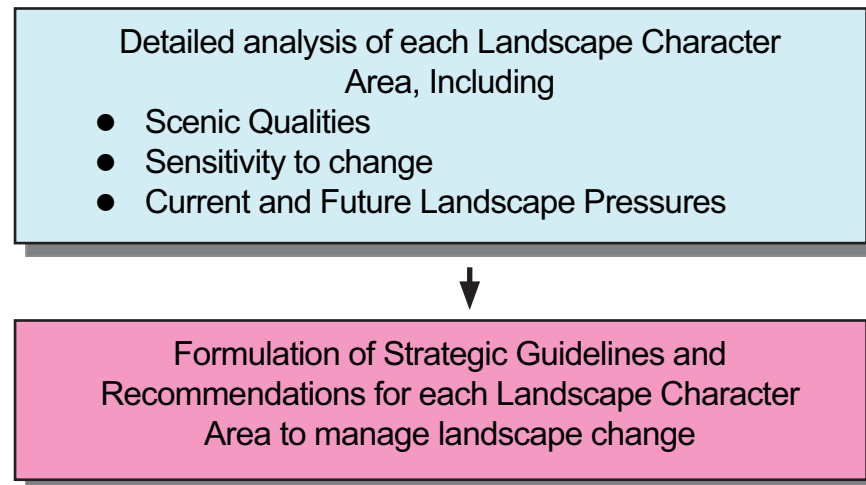 Detailed analysis of each Landscape Character
Area, Including
● Scenic Qualities
● Sensitivity to change
● Current and Future Landscape Pressures
Formulation of Strategic Guidelines and
Recommendations for each Landscape Character
Area to manage landscape change